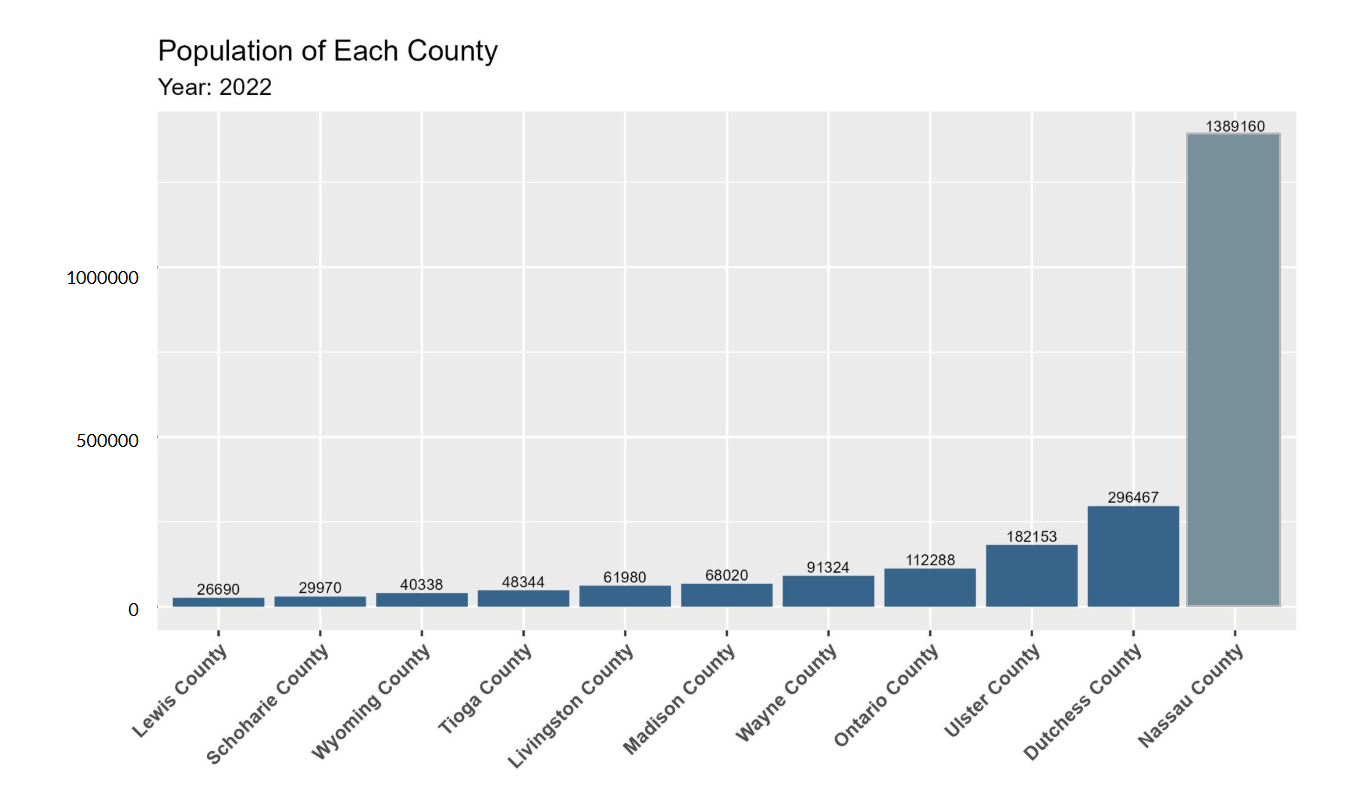 Population of Each County
Year: 2022
1389160
1000000
500000
296467
182153
112288
91324
68020
61980
48344
40338
29970
26690
0
Lewis County
Schoharie County
Wyoming County
Tioga County
Livingston County
Madison County
Wayne County
Ontario County
Ulster County
Dutchess County
Nassau County